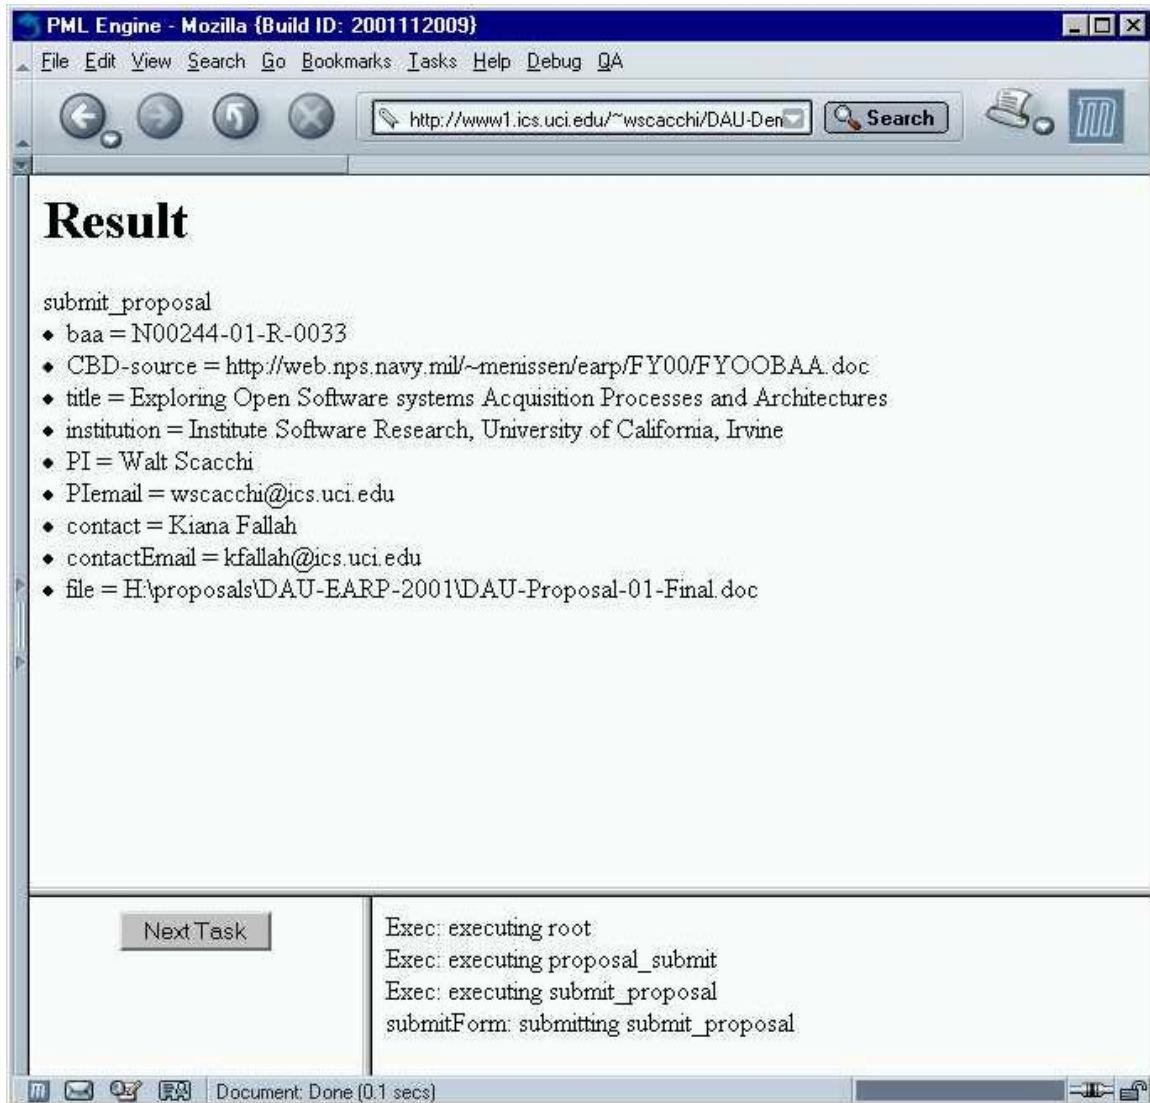 PML Engine - Mozilla {Build ID: 2001112009}
File Edit View Search Go Bookmarks Tasks Help Debug QA
http://www1.ics.uci.edu/~wscacchi/DAU-Den
Search
Result
submit_proposal
• baa = N00244-01-R-0033
• CBD-source = http://web.nps.navy.mil/~menissen/earp/FY00/FYOOBAA.doc
• title = Exploring Open Software systems Acquisition Processes and Architectures
• institution = Institute Software Research, University of California, Irvine
• PI = Walt Scacchi
• PIemail = wscacchi@ics.uci.edu
• contact = Kiana Fallah
• contactEmail = kfallah@ics.uci.edu
• file = H:\proposals\DAU-EARP-2001\DAU-Proposal-01-Final.doc
Next Task
Exec: executing root
Exec: executing proposal_submit
Exec: executing submit_proposal
submitForm: submitting submit_proposal
Document: Done (0.1 secs)